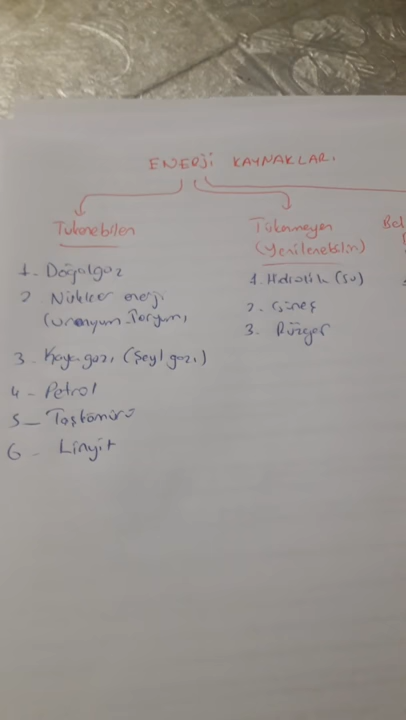 ENERJİ KAYNAKLARI
Tükenebilen
1- Doğalgaz
2 Nükleer enerji
(uranyum-Toryum)
3- Kaya gazı (Şeyl gazı)
4- Petrol
5- Taşkömürü
6- Linyit
Tükenmeyen
(Yenilenebilir)
1. Hidrolik (su)
2. Güneş
3. Rüzgar